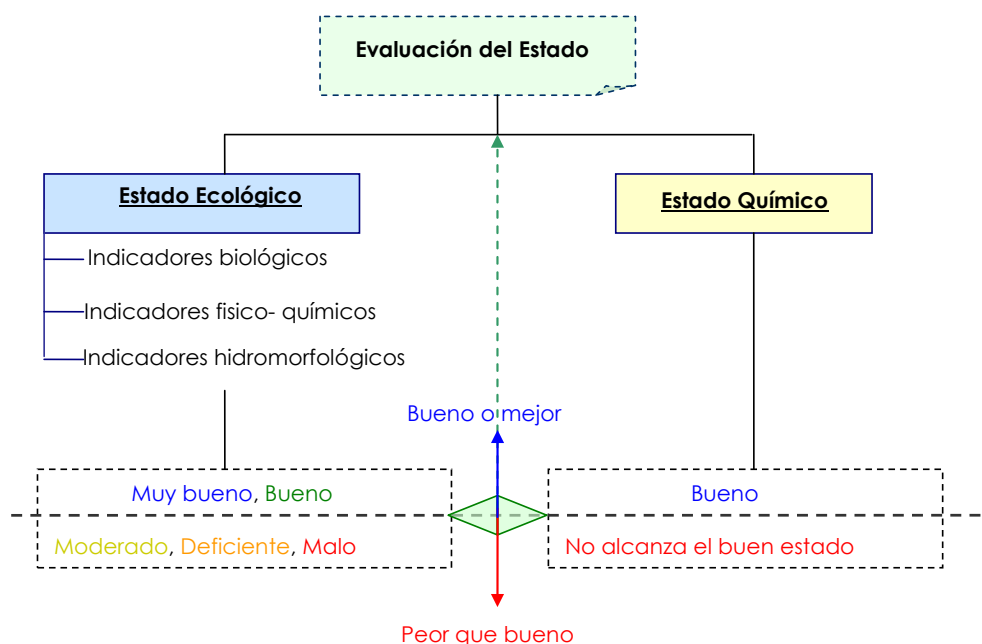 Evaluación del Estado
Estado Ecológico
Estado Químico
Indicadores biológicos
Indicadores fisico- químicos
Indicadores hidromorfológicos
Bueno o mejor
Muy bueno, Bueno
Bueno
Moderado, Deficiente, Malo
No alcanza el buen estado
Peor que bueno